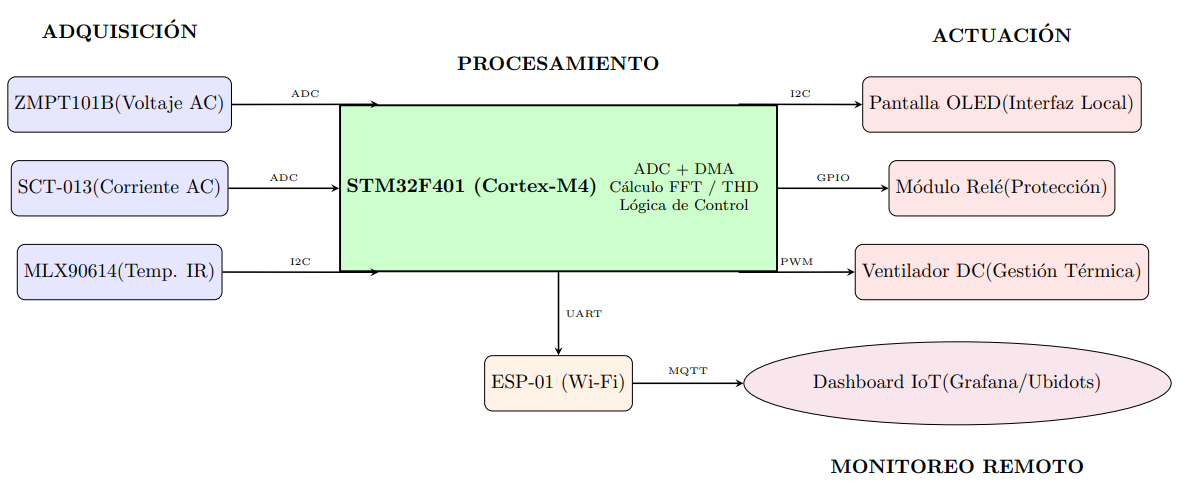 ADQUISICIÓN
ACTUACIÓN
PROCESAMIENTO
ZMPT101B(Voltaje AC)
ADC
I2C
Pantalla OLED(Interfaz Local)
SCT-013(Corriente AC)
ADC
STM32F401 (Cortex-M4)
ADC + DMA
Cálculo FFT / THD
Lógica de Control
GPIO
Módulo Relé(Protección)
MLX90614(Temp. IR)
I2C
PWM
Ventilador DC(Gestión Térmica)
UART
ESP-01 (Wi-Fi)
MQTT
Dashboard IoT(Grafana/Ubidots)
MONITOREO REMOTO